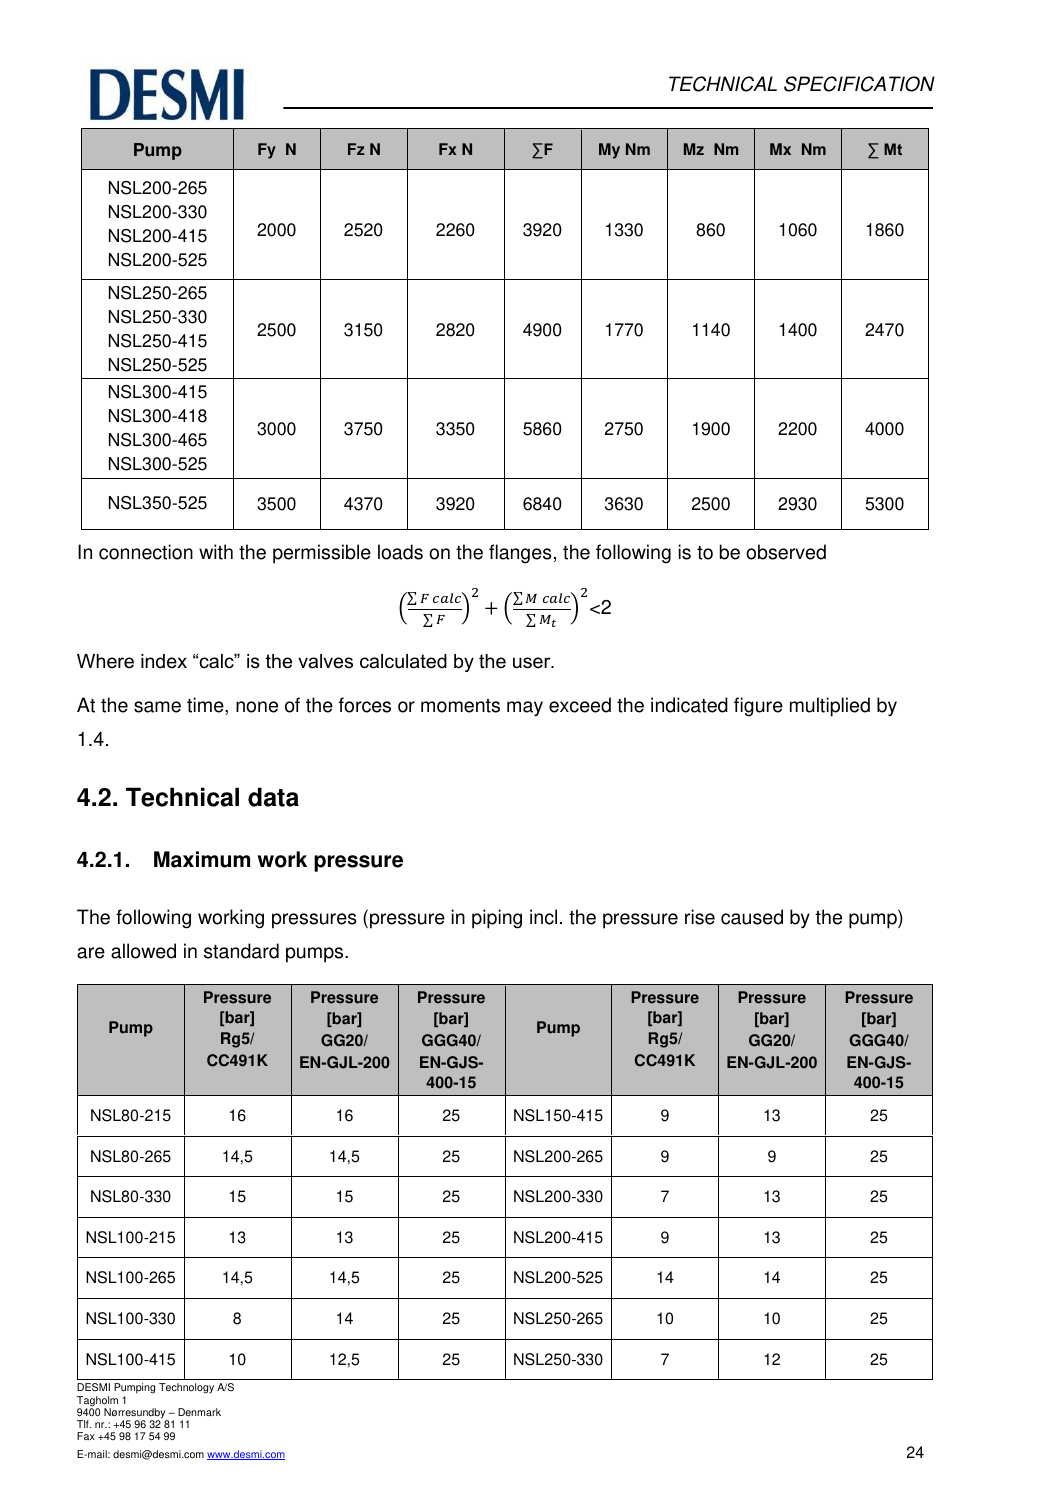 DESMI
TECHNICAL SPECIFICATION
Pump Fy N Fz N Fx N ∑F My Nm Mz Nm Mx Nm ∑ Mt
NSL200-265
NSL200-330
NSL200-415
NSL200-525
2000 2520 2260 3920 1330 860 1060 1860
NSL250-265
NSL250-330
NSL250-415
NSL250-525
2500 3150 2820 4900 1770 1140 1400 2470
NSL300-415
NSL300-418
NSL300-465
NSL300-525
3000 3750 3350 5860 2750 1900 2200 4000
NSL350-525 3500 4370 3920 6840 3630 2500 2930 5300
In connection with the permissible loads on the flanges, the following is to be observed
(∑ F calc / ∑ F)² + (∑ M calc / ∑ Mt)² <2
Where index “calc” is the valves calculated by the user.
At the same time, none of the forces or moments may exceed the indicated figure multiplied by
1.4.
4.2. Technical data
4.2.1. Maximum work pressure
The following working pressures (pressure in piping incl. the pressure rise caused by the pump)
are allowed in standard pumps.
Pump
Pressure
[bar]
Rg5/
CC491K
Pressure
[bar]
GG20/
EN-GJL-200
Pressure
[bar]
GGG40/
EN-GJS-
400-15
Pump
Pressure
[bar]
Rg5/
CC491K
Pressure
[bar]
GG20/
EN-GJL-200
Pressure
[bar]
GGG40/
EN-GJS-
400-15
NSL80-215 16 16 25 NSL150-415 9 13 25
NSL80-265 14,5 14,5 25 NSL200-265 9 9 25
NSL80-330 15 15 25 NSL200-330 7 13 25
NSL100-215 13 13 25 NSL200-415 9 13 25
NSL100-265 14,5 14,5 25 NSL200-525 14 14 25
NSL100-330 8 14 25 NSL250-265 10 10 25
NSL100-415 10 12,5 25 NSL250-330 7 12 25
DESMI Pumping Technology A/S
Tagholm 1
9400 Nørresundby – Denmark
Tlf. nr.: +45 96 32 81 11
Fax +45 98 17 54 99
E-mail: desmi@desmi.com www.desmi.com
24